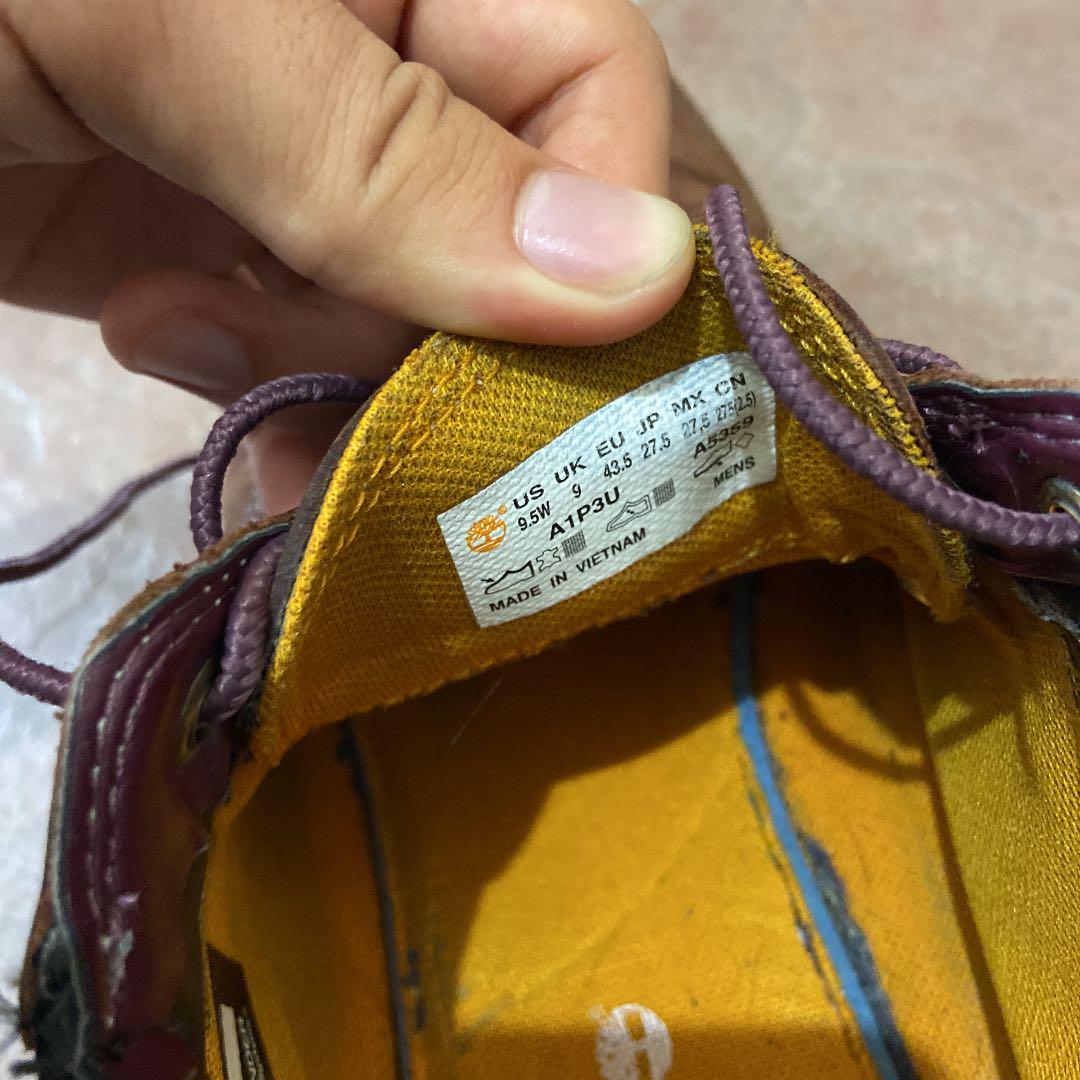 US UK EU JP MX CN
9.5W 9 43.5 27.5 27,5 275(2.5)
A1P3U A5359
MADE IN VIETNAM MENS